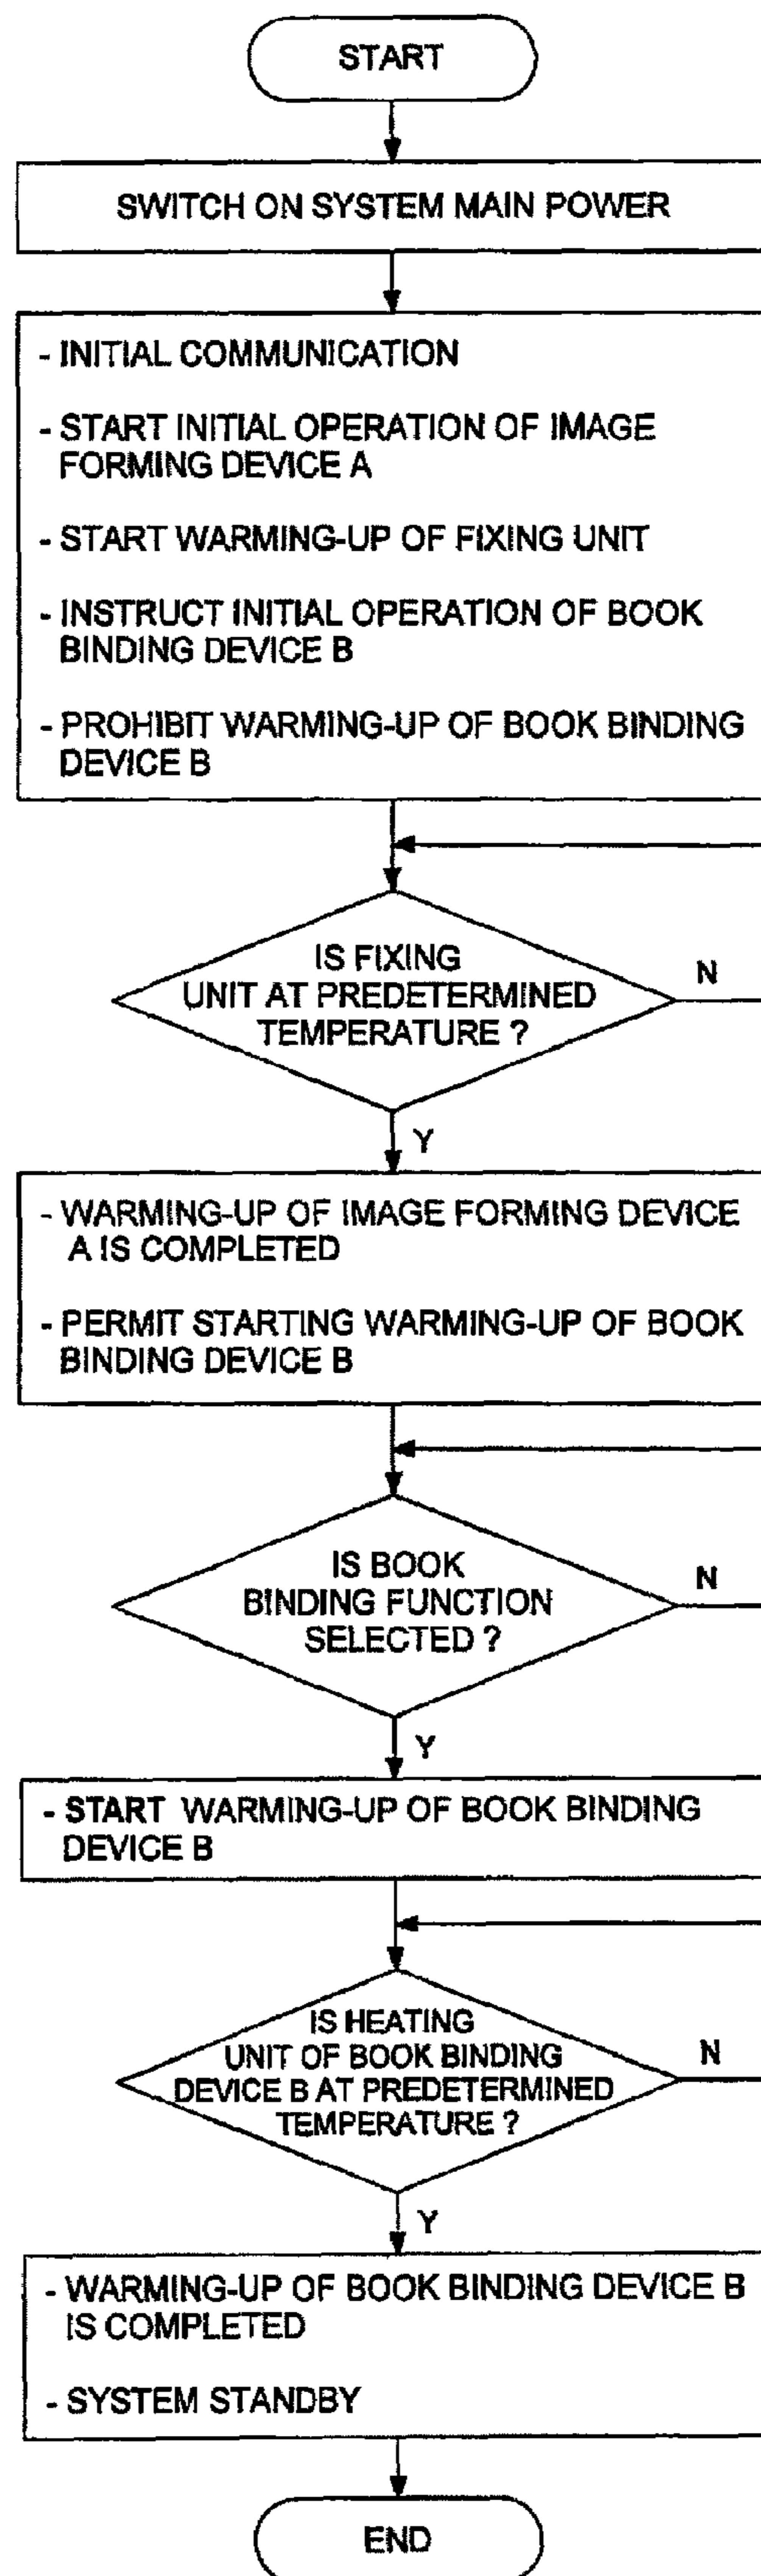 START
SWITCH ON SYSTEM MAIN POWER
- INITIAL COMMUNICATION
- START INITIAL OPERATION OF IMAGE
FORMING DEVICE A
- START WARMING-UP OF FIXING UNIT
- INSTRUCT INITIAL OPERATION OF BOOK
BINDING DEVICE B
- PROHIBIT WARMING-UP OF BOOK BINDING
DEVICE B
IS FIXING
UNIT AT PREDETERMINED
TEMPERATURE ?
N
Y
- WARMING-UP OF IMAGE FORMING DEVICE
A IS COMPLETED
- PERMIT STARTING WARMING-UP OF BOOK
BINDING DEVICE B
IS BOOK
BINDING FUNCTION
SELECTED ?
N
Y
- START WARMING-UP OF BOOK BINDING
DEVICE B
IS HEATING
UNIT OF BOOK BINDING
DEVICE B AT PREDETERMINED
TEMPERATURE ?
N
Y
- WARMING-UP OF BOOK BINDING DEVICE B
IS COMPLETED
- SYSTEM STANDBY
END